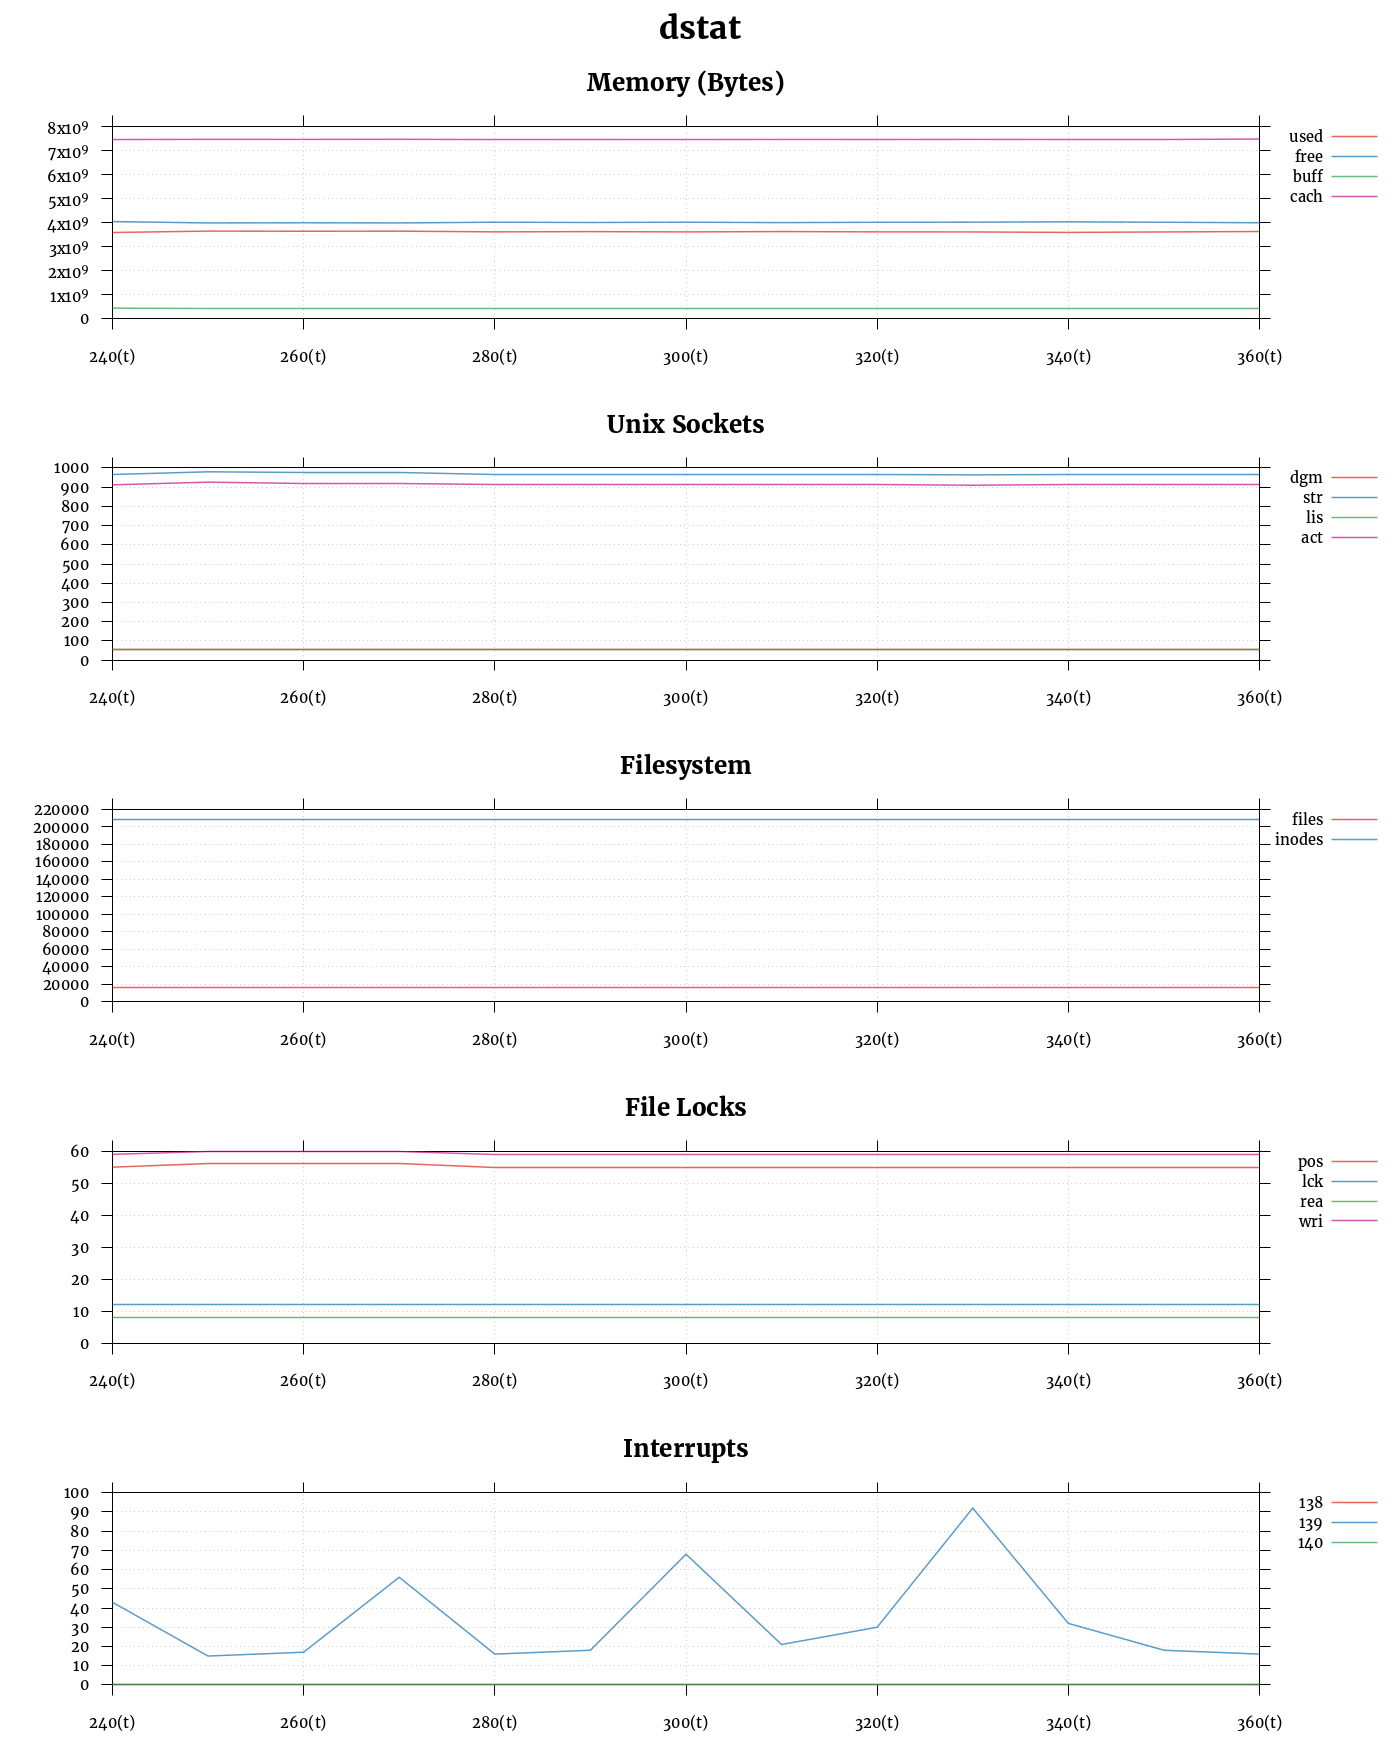 dstat
Memory (Bytes)
8x10⁹
7x10⁹
6x10⁹
5x10⁹
4x10⁹
3x10⁹
2x10⁹
1x10⁹
0
240(t) 260(t) 280(t) 300(t) 320(t) 340(t) 360(t)
used
free
buff
cach
Unix Sockets
1000
900
800
700
600
500
400
300
200
100
0
240(t) 260(t) 280(t) 300(t) 320(t) 340(t) 360(t)
dgm
str
lis
act
Filesystem
220000
200000
180000
160000
140000
120000
100000
80000
60000
40000
20000
0
240(t) 260(t) 280(t) 300(t) 320(t) 340(t) 360(t)
files
inodes
File Locks
60
50
40
30
20
10
0
240(t) 260(t) 280(t) 300(t) 320(t) 340(t) 360(t)
pos
lck
rea
wri
Interrupts
100
90
80
70
60
50
40
30
20
10
0
240(t) 260(t) 280(t) 300(t) 320(t) 340(t) 360(t)
138
139
140